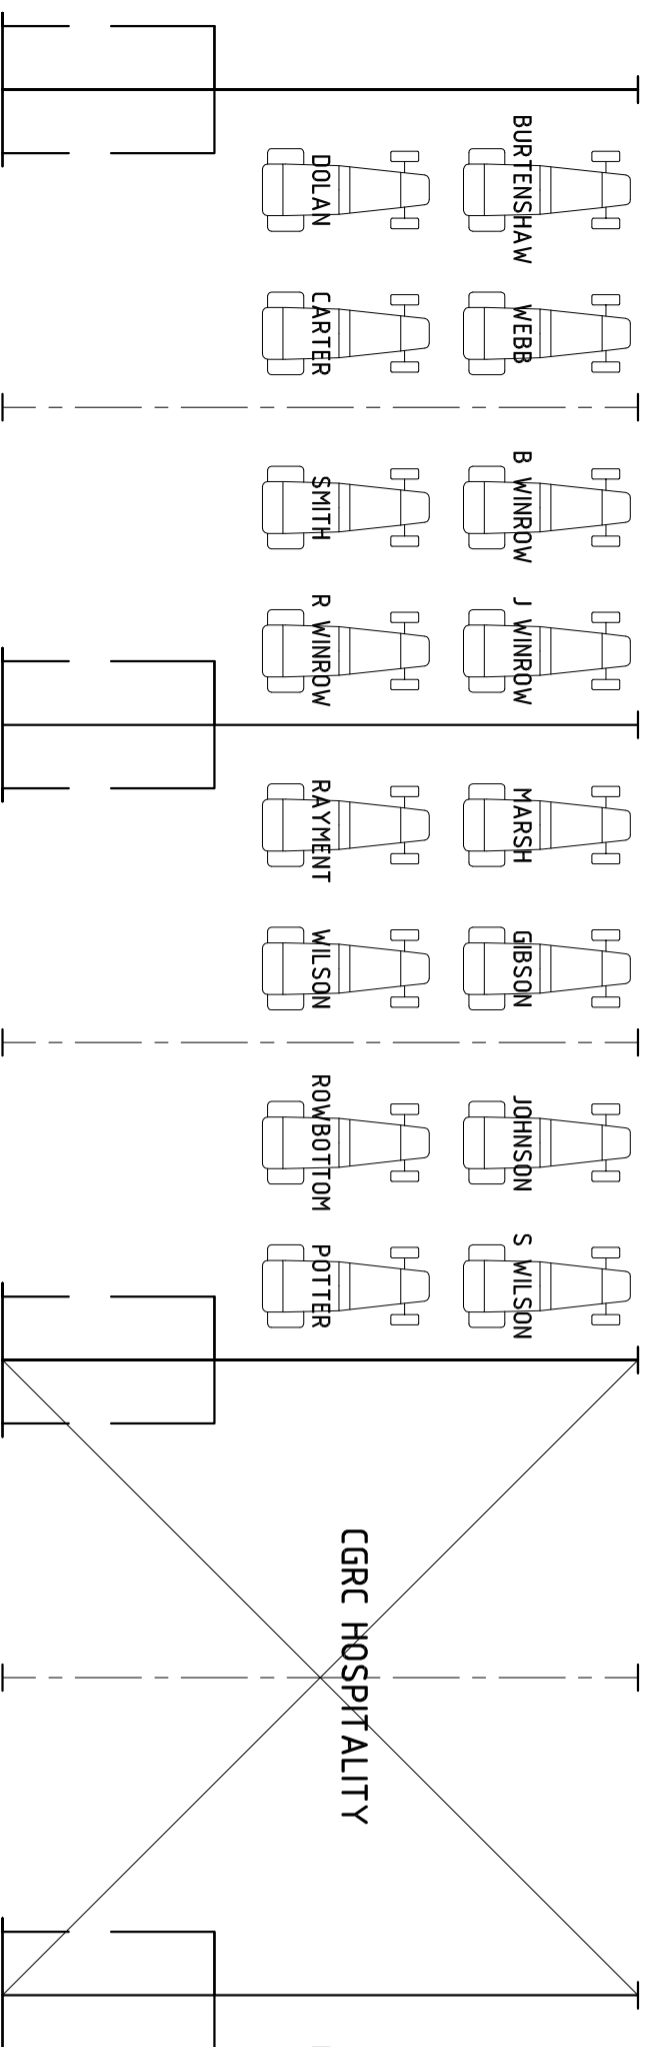 BURTENSHAW
DOLAN
WEBB
CARTER
B WINROW
SMITH
J WINROW
R WINROW
MARSH
RAYMENT
GIBSON
WILSON
JOHNSON
ROWBOTTOM
S WILSON
POTTER
CGRC HOSPITALITY